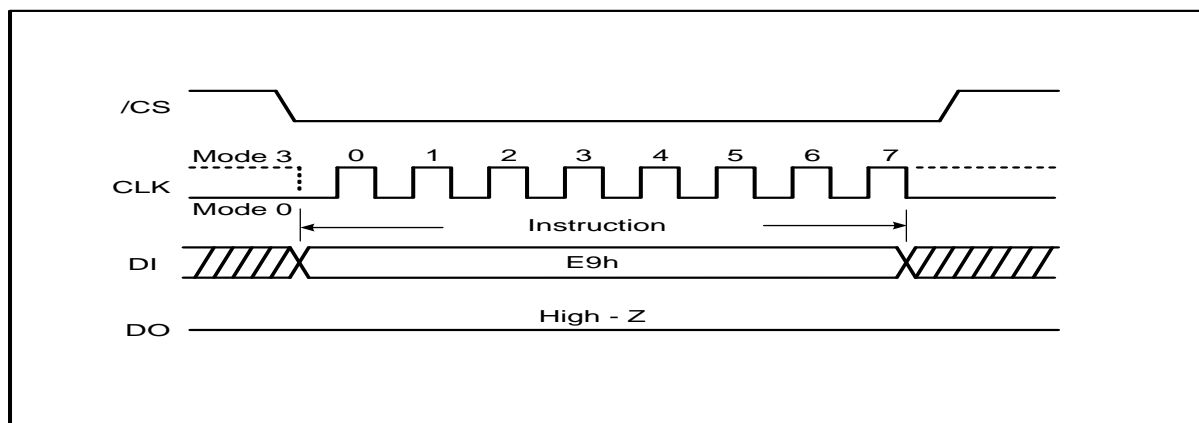 /CS
Mode 3 0 1 2 3 4 5 6 7
CLK
Mode 0
Instruction
DI E9h
High - Z
DO